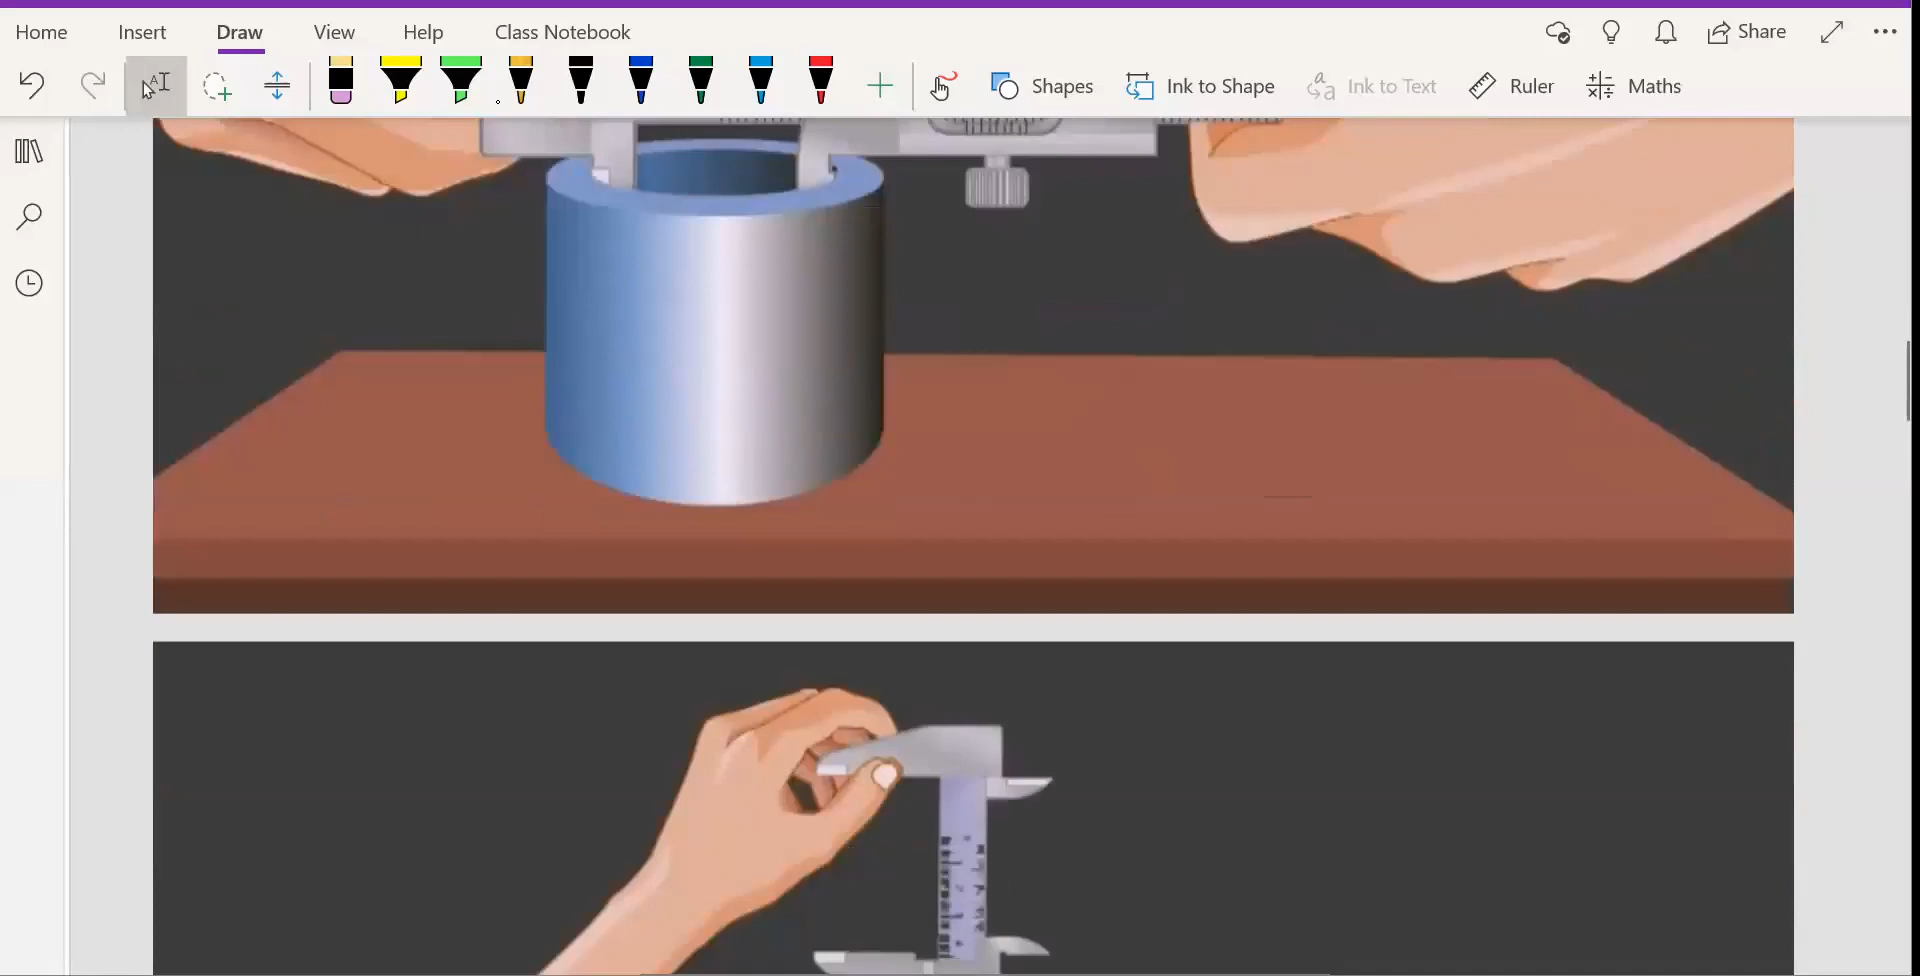 Home Insert Draw View Help Class Notebook Share
Shapes Ink to Shape Ink to Text Ruler Maths